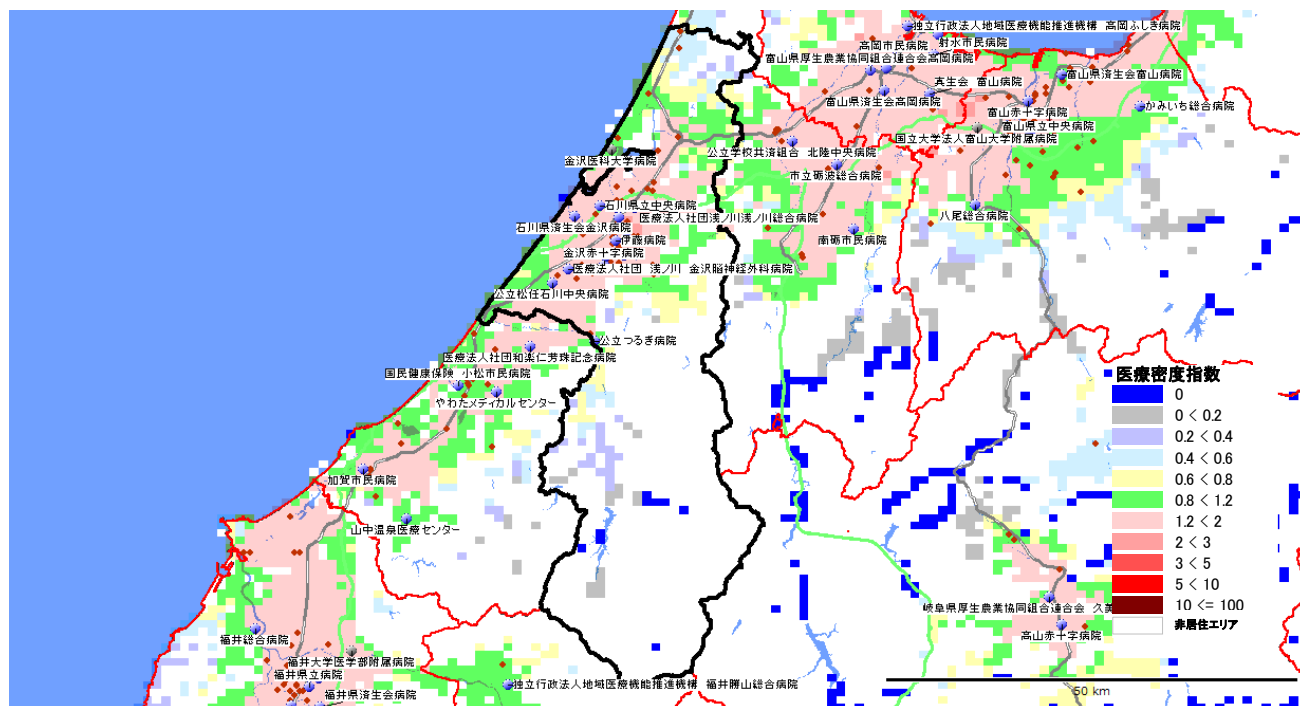 独立行政法人地域医療機能推進機構 高岡ふしき病院
射水市民病院
高岡市民病院
富山県厚生農業協同組合連合会高岡病院
真生会 富山病院
富山県済生会富山病院
富山県済生会高岡病院
かみいち総合病院
富山赤十字病院
富山県立中央病院
国立大学法人富山大学附属病院
公立学校共済組合 北陸中央病院
金沢医科大学病院
市立砺波総合病院
石川県立中央病院
八尾総合病院
医療法人社団浅ノ川浅ノ川総合病院
石川県済生会金沢病院
南砺市民病院
伊藤病院
金沢赤十字病院
医療法人社団 浅ノ川 金沢脳神経外科病院
公立松任石川中央病院
公立つるぎ病院
医療法人社団和楽仁芳珠記念病院
国民健康保険 小松市民病院
やわたメディカルセンター
加賀市民病院
山中温泉医療センター
医療密度指数
0
0 < 0.2
0.2 < 0.4
0.4 < 0.6
0.6 < 0.8
0.8 < 1.2
1.2 < 2
2 < 3
3 < 5
5 < 10
10 <= 100
非居住エリア
岐阜県厚生農業協同組合連合会 久美
高山赤十字病院
福井総合病院
福井大学医学部附属病院
福井県立病院
福井県済生会病院
独立行政法人地域医療機能推進機構 福井勝山総合病院
50 km